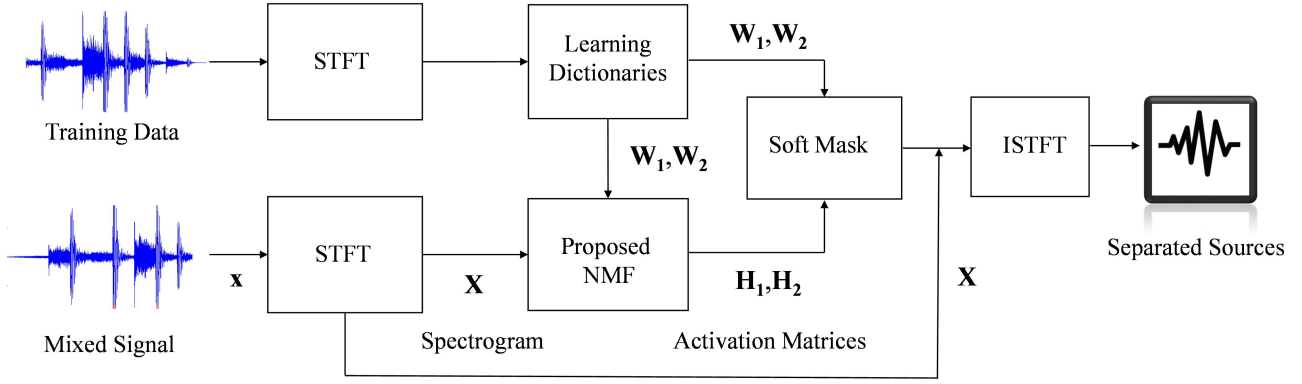 Training Data
STFT
Learning
Dictionaries
W₁,W₂
W₁,W₂
Soft Mask
ISTFT
Separated Sources
Mixed Signal
x
STFT
X
Spectrogram
Proposed
NMF
H₁,H₂
Activation Matrices
X